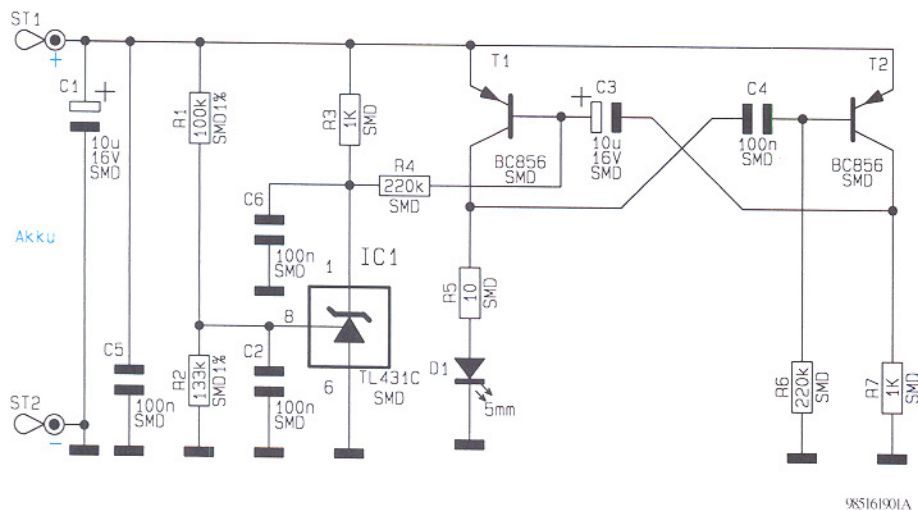 ST1
+
C1
+
10u
16V
SMD
Akku
ST2
-
C5
100n
SMD
R1
100k
SMD1%
R2
133k
SMD1%
C2
100n
SMD
C6
100n
SMD
R3
1K
SMD
R4
220k
SMD
IC1
1
8
6
TL431C
SMD
T1
BC856
SMD
+
C3
10u
16V
SMD
R5
10
SMD
D1
5mm
C4
100n
SMD
T2
BC856
SMD
R6
220k
SMD
R7
1K
SMD
985161901A